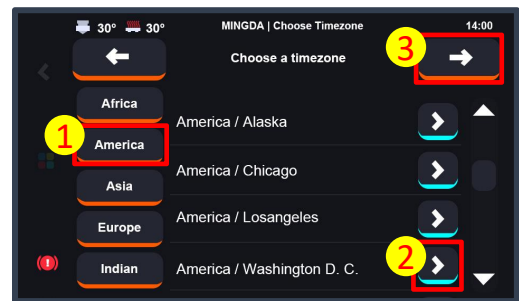 30° 30° MINGDA | Choose Timezone 14:00
Choose a timezone
3
Africa
America / Alaska
1
America
America / Chicago
Asia
America / Losangeles
Europe
2
Indian
America / Washington D. C.